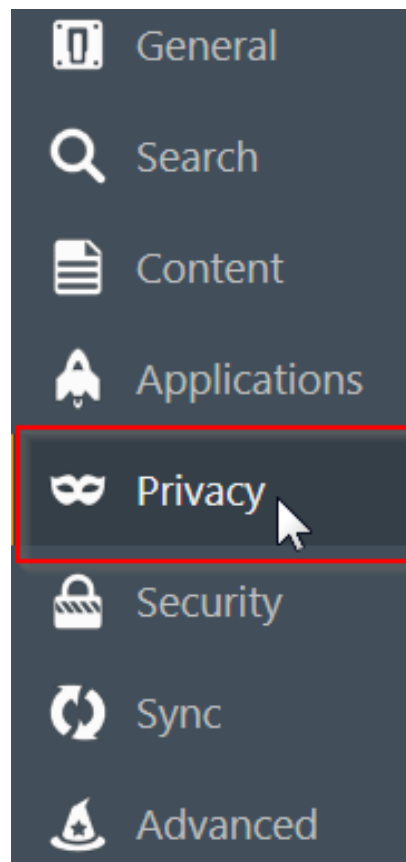 General
Search
Content
Applications
Privacy
Security
Sync
Advanced